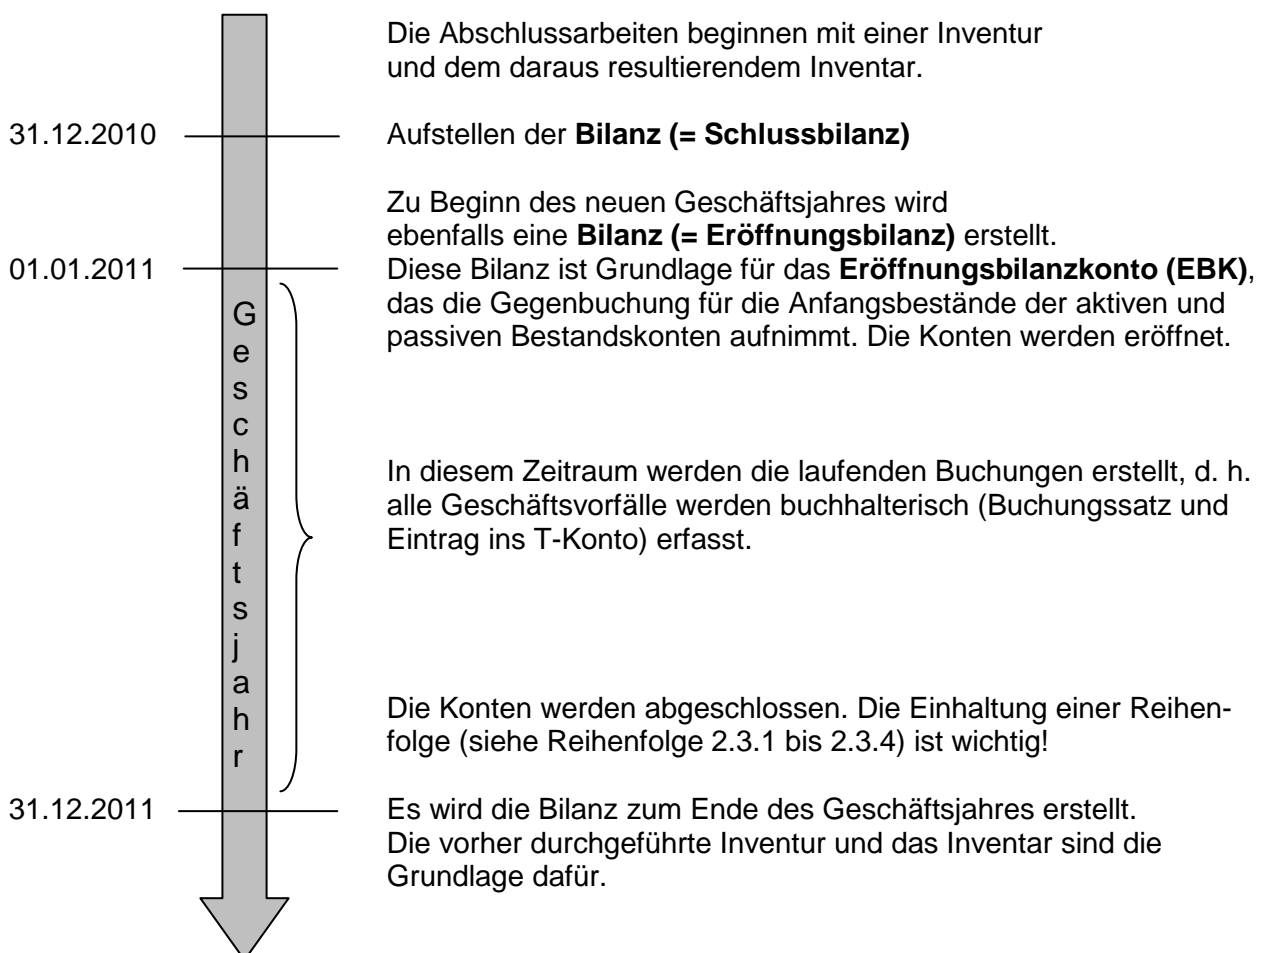 Die Abschlussarbeiten beginnen mit einer Inventur
und dem daraus resultierendem Inventar.
31.12.2010 Aufstellen der Bilanz (= Schlussbilanz)
Zu Beginn des neuen Geschäftsjahres wird
ebenfalls eine Bilanz (= Eröffnungsbilanz) erstellt.
01.01.2011 Diese Bilanz ist Grundlage für das Eröffnungsbilanzkonto (EBK),
das die Gegenbuchung für die Anfangsbestände der aktiven und
passiven Bestandskonten aufnimmt. Die Konten werden eröffnet.
Geschäftsjahr
In diesem Zeitraum werden die laufenden Buchungen erstellt, d. h.
alle Geschäftsvorfälle werden buchhalterisch (Buchungssatz und
Eintrag ins T-Konto) erfasst.
Die Konten werden abgeschlossen. Die Einhaltung einer Reihen-
folge (siehe Reihenfolge 2.3.1 bis 2.3.4) ist wichtig!
31.12.2011 Es wird die Bilanz zum Ende des Geschäftsjahres erstellt.
Die vorher durchgeführte Inventur und das Inventar sind die
Grundlage dafür.